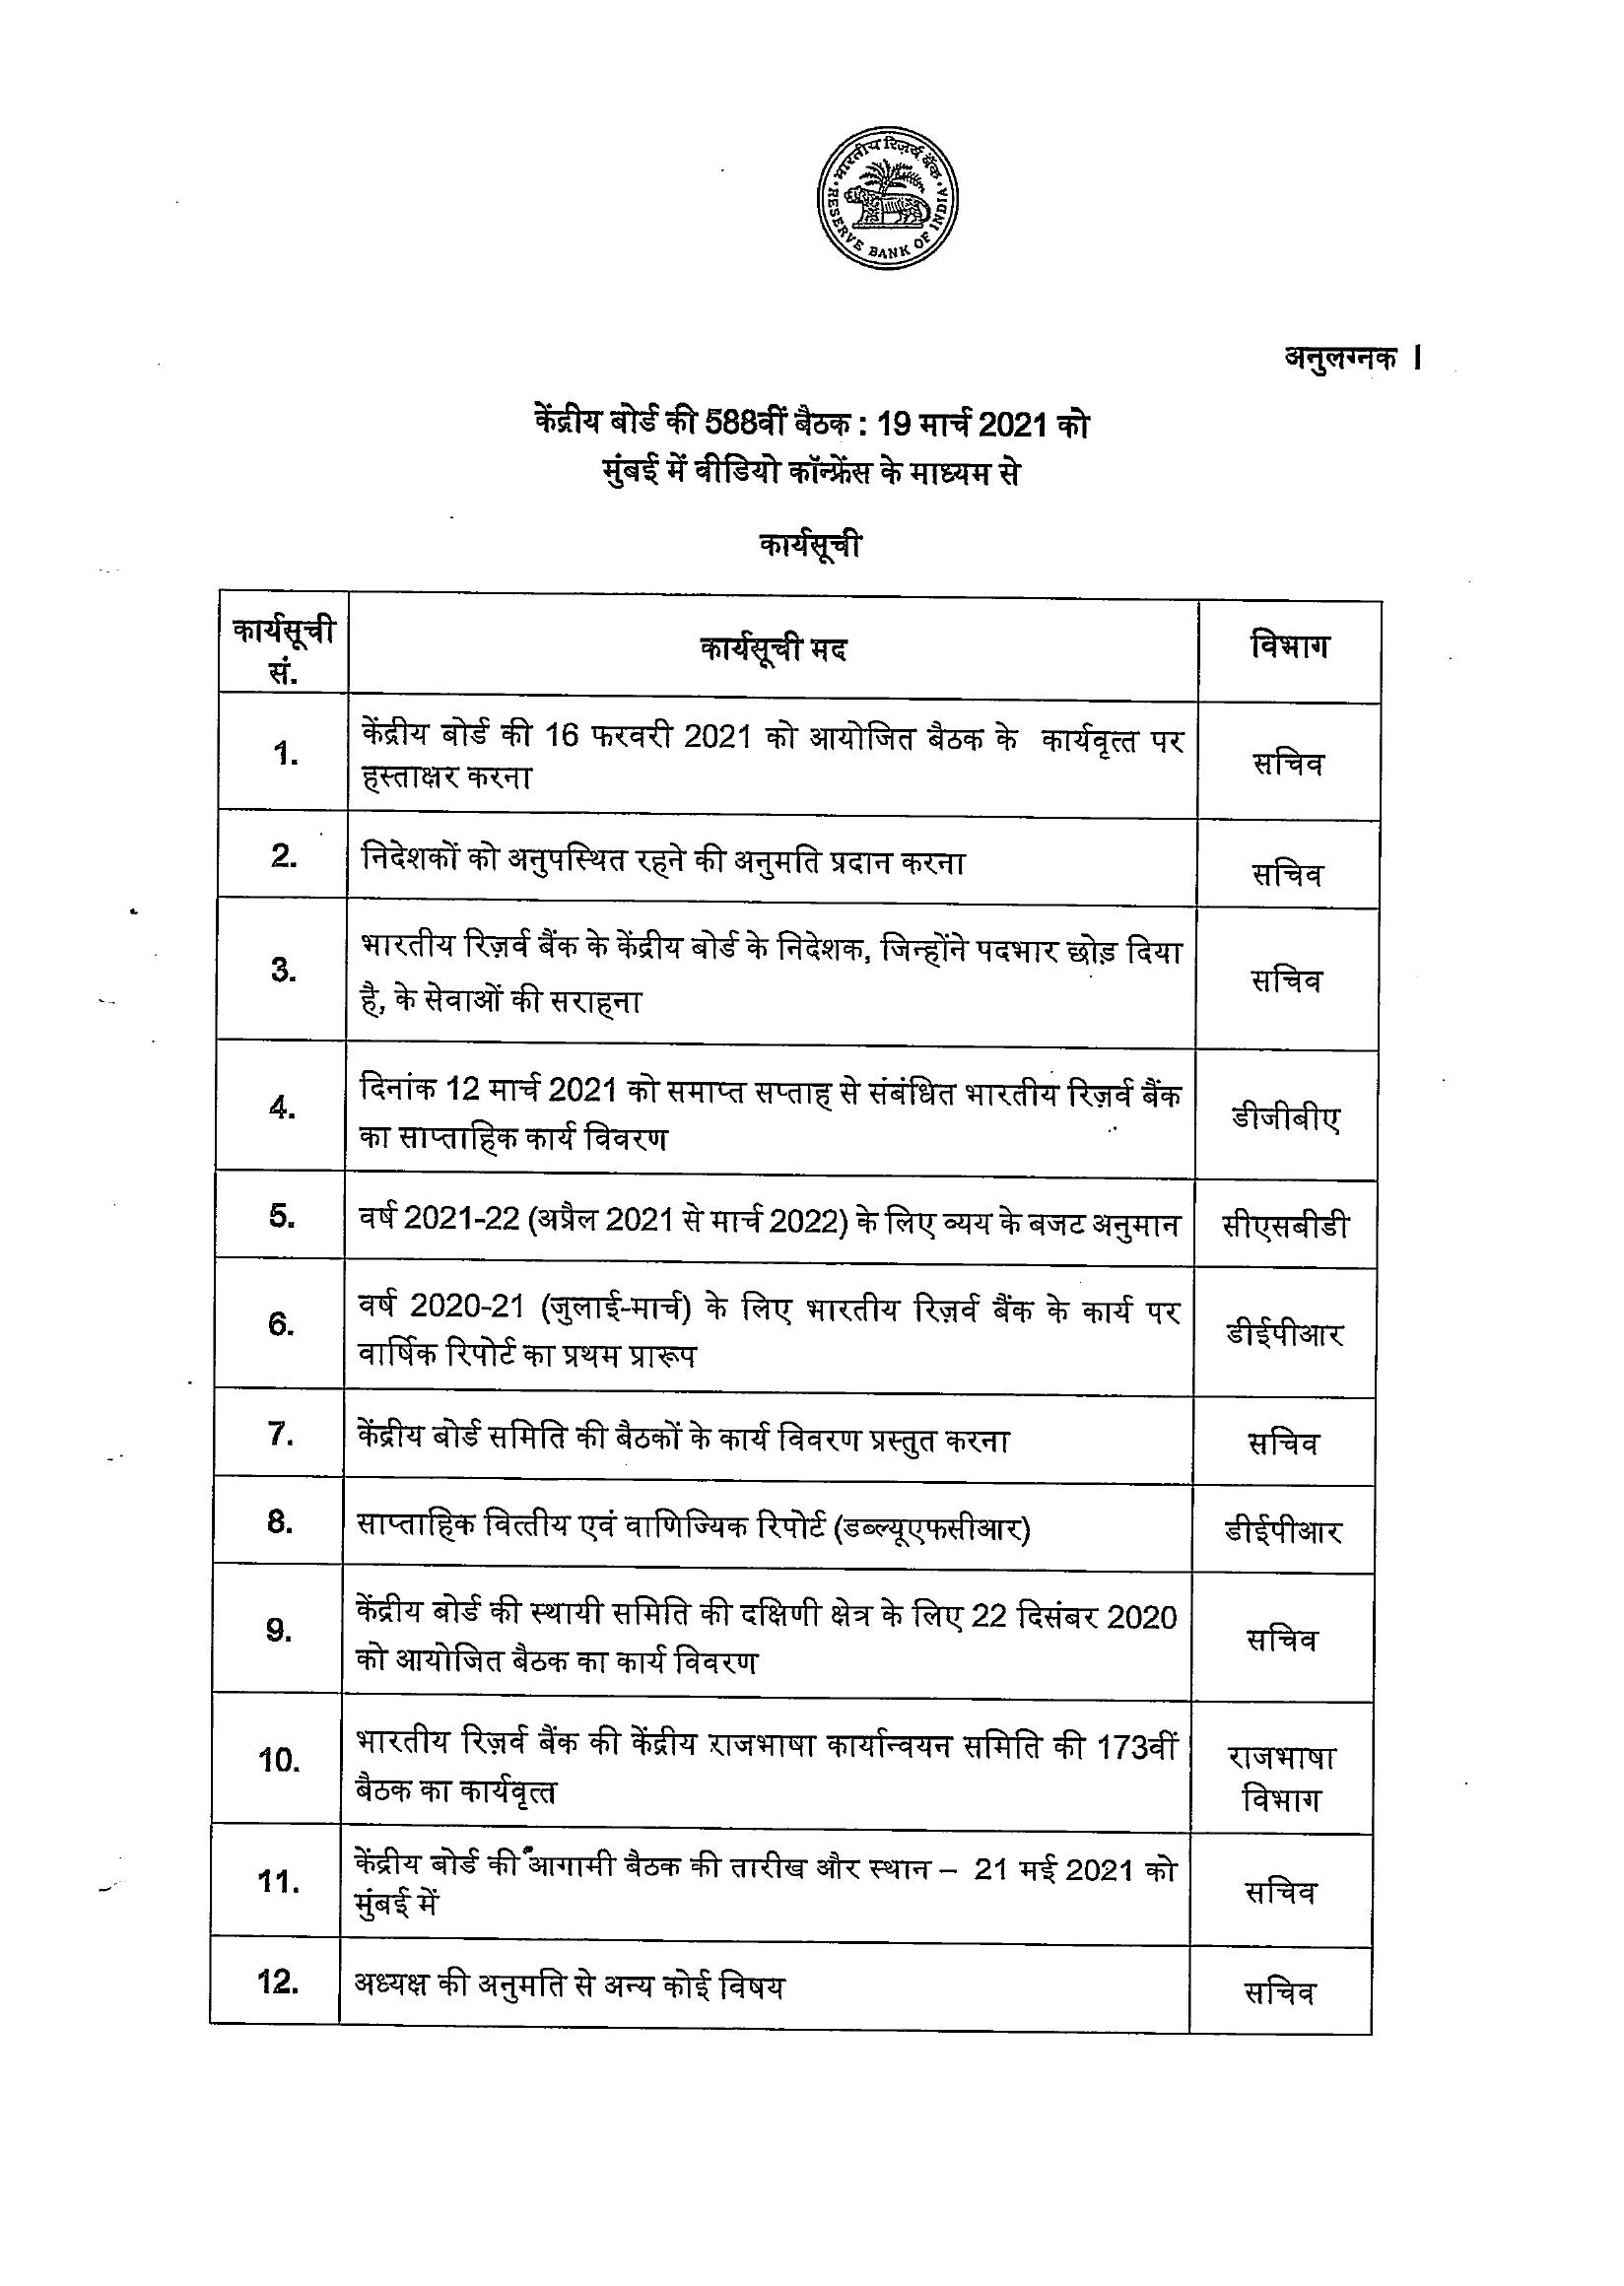 भारतीय रिज़र्व बैंक
RESERVE BANK OF INDIA
अनुलग्नक I
केंद्रीय बोर्ड की 588वीं बैठक : 19 मार्च 2021 को
मुंबई में वीडियो कॉन्फ्रेंस के माध्यम से
कार्यसूची
कार्यसूची सं. कार्यसूची मद विभाग
1. केंद्रीय बोर्ड की 16 फरवरी 2021 को आयोजित बैठक के कार्यवृत्त पर
हस्ताक्षर करना सचिव
2. निदेशकों को अनुपस्थित रहने की अनुमति प्रदान करना सचिव
3. भारतीय रिज़र्व बैंक के केंद्रीय बोर्ड के निदेशक, जिन्होंने पदभार छोड़ दिया
है, के सेवाओं की सराहना सचिव
4. दिनांक 12 मार्च 2021 को समाप्त सप्ताह से संबंधित भारतीय रिज़र्व बैंक
का साप्ताहिक कार्य विवरण डीजीबीए
5. वर्ष 2021-22 (अप्रैल 2021 से मार्च 2022) के लिए व्यय के बजट अनुमान सीएसबीडी
6. वर्ष 2020-21 (जुलाई-मार्च) के लिए भारतीय रिज़र्व बैंक के कार्य पर
वार्षिक रिपोर्ट का प्रथम प्रारूप डीईपीआर
7. केंद्रीय बोर्ड समिति की बैठकों के कार्य विवरण प्रस्तुत करना सचिव
8. साप्ताहिक वित्तीय एवं वाणिज्यिक रिपोर्ट (डब्ल्यूएफसीआर) डीईपीआर
9. केंद्रीय बोर्ड की स्थायी समिति की दक्षिणी क्षेत्र के लिए 22 दिसंबर 2020
को आयोजित बैठक का कार्य विवरण सचिव
10. भारतीय रिज़र्व बैंक की केंद्रीय राजभाषा कार्यान्वयन समिति की 173वीं
बैठक का कार्यवृत्त राजभाषा विभाग
11. केंद्रीय बोर्ड की आगामी बैठक की तारीख और स्थान – 21 मई 2021 को
मुंबई में सचिव
12. अध्यक्ष की अनुमति से अन्य कोई विषय सचिव